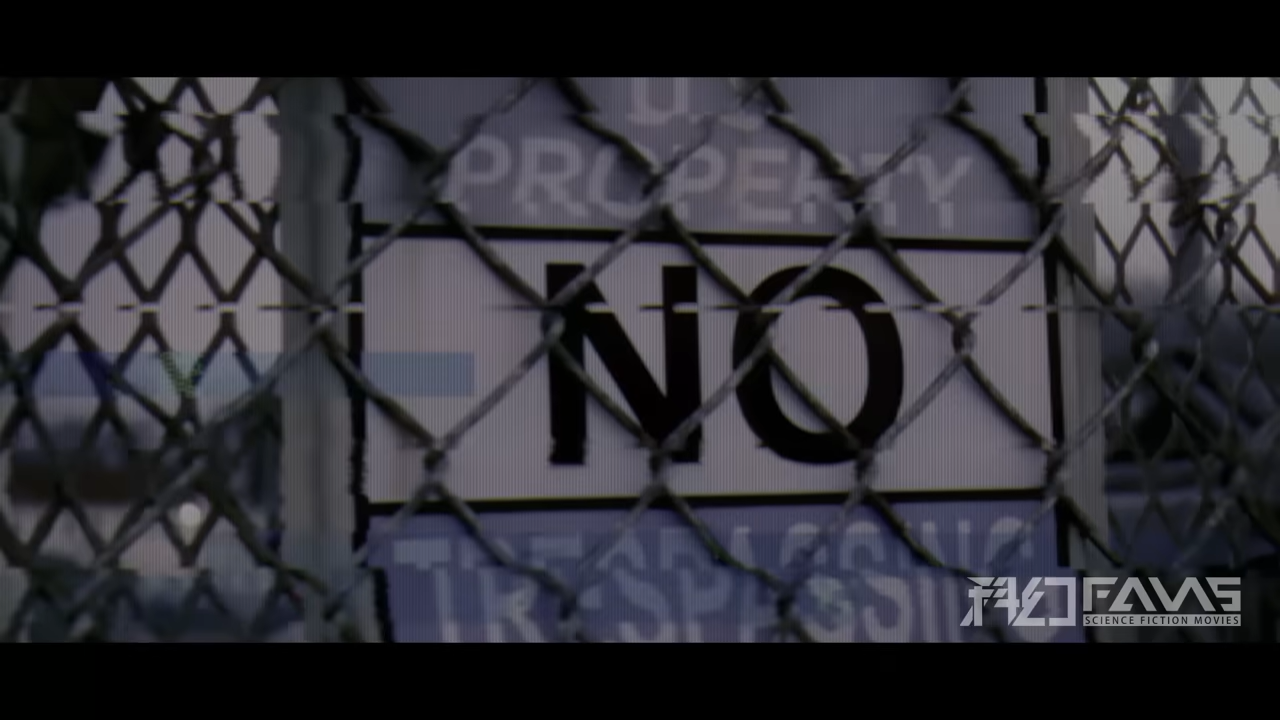 U.S.
PROPERTY
NO
TRESPASSING
FAVS
SCIENCE FICTION MOVIES